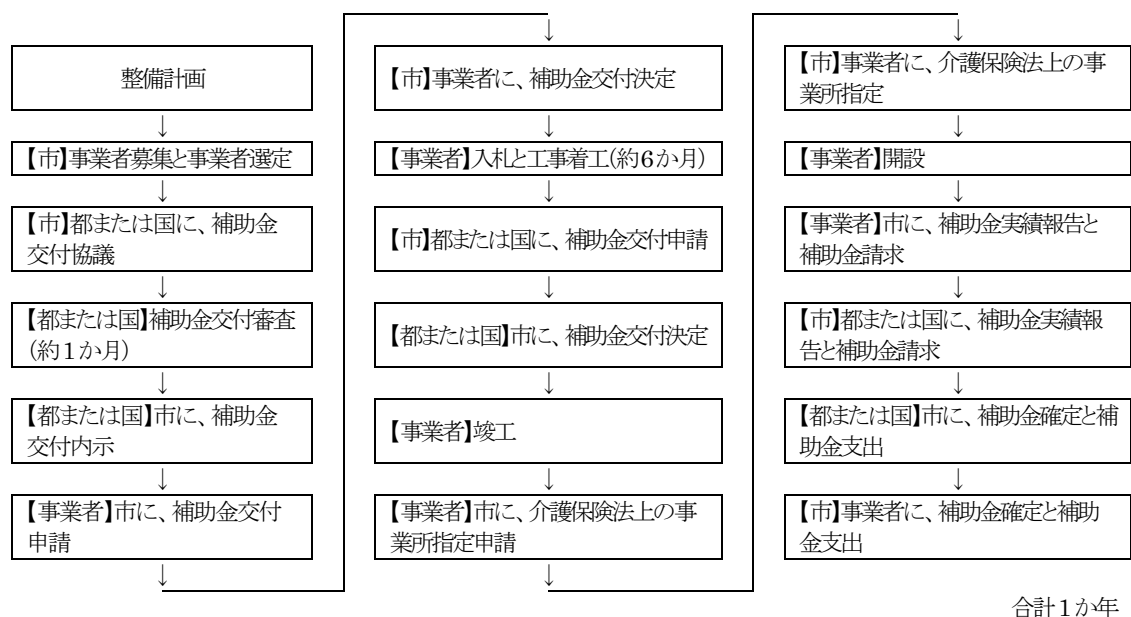 整備計画
↓
【市】事業者募集と事業者選定
↓
【市】都または国に、補助金
交付協議
↓
【都または国】補助金交付審査
(約1か月)
↓
【都または国】市に、補助金
交付内示
↓
【事業者】市に、補助金交付
申請
↓
↓
【市】事業者に、補助金交付決定
↓
【事業者】入札と工事着工(約6か月)
↓
【市】都または国に、補助金交付申請
↓
【都または国】市に、補助金交付決定
↓
【事業者】竣工
↓
【事業者】市に、介護保険法上の事
業所指定申請
↓
↓
【市】事業者に、介護保険法上の事
業所指定
↓
【事業者】開設
↓
【事業者】市に、補助金実績報告と
補助金請求
↓
【市】都または国に、補助金実績報
告と補助金請求
↓
【都または国】市に、補助金確定と補
助金支出
↓
【市】事業者に、補助金確定と補助
金支出
合計1か年